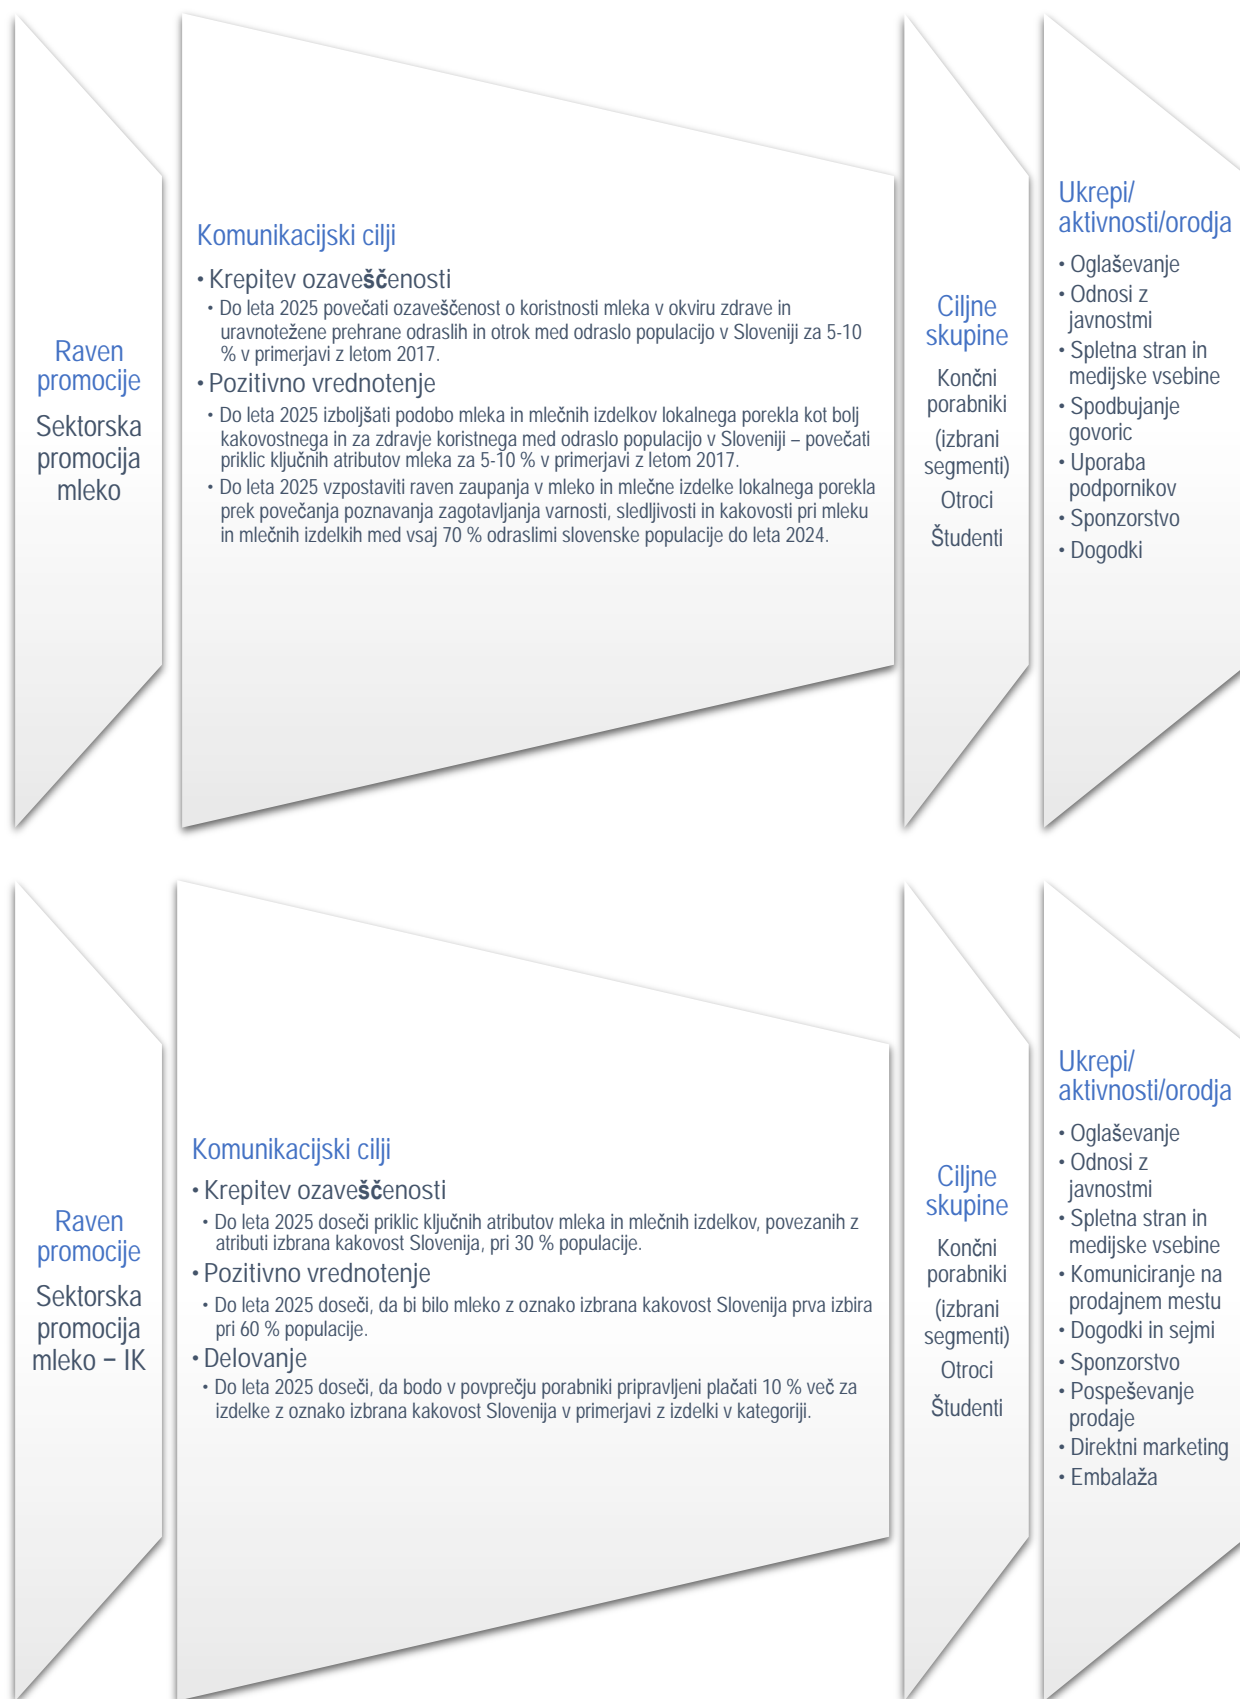 Raven
promocije
Sektorska
promocija
mleko
Komunikacijski cilji
• Krepitev ozaveščenosti
• Do leta 2025 povečati ozaveščenost o koristnosti mleka v okviru zdrave in
uravnotežene prehrane odraslih in otrok med odraslo populacijo v Sloveniji za 5-10
% v primerjavi z letom 2017.
• Pozitivno vrednotenje
• Do leta 2025 izboljšati podobo mleka in mlečnih izdelkov lokalnega porekla kot bolj
kakovostnega in za zdravje koristnega med odraslo populacijo v Sloveniji – povečati
priklic ključnih atributov mleka za 5-10 % v primerjavi z letom 2017.
• Do leta 2025 vzpostaviti raven zaupanja v mleko in mlečne izdelke lokalnega porekla
prek povečanja poznavanja zagotavljanja varnosti, sledljivosti in kakovosti pri mleku
in mlečnih izdelkih med vsaj 70 % odraslimi slovenske populacije do leta 2024.
Ciljne
skupine
Končni
porabniki
(izbrani
segmenti)
Otroci
Študenti
Ukrepi/
aktivnosti/orodja
• Oglaševanje
• Odnosi z
javnostmi
• Spletna stran in
medijske vsebine
• Spodbujanje
govoric
• Uporaba
podpornikov
• Sponzorstvo
• Dogodki
Raven
promocije
Sektorska
promocija
mleko – IK
Komunikacijski cilji
• Krepitev ozaveščenosti
• Do leta 2025 doseči priklic ključnih atributov mleka in mlečnih izdelkov, povezanih z
atributi izbrana kakovost Slovenija, pri 30 % populacije.
• Pozitivno vrednotenje
• Do leta 2025 doseči, da bi bilo mleko z oznako izbrana kakovost Slovenija prva izbira
pri 60 % populacije.
• Delovanje
• Do leta 2025 doseči, da bodo v povprečju porabniki pripravljeni plačati 10 % več za
izdelke z oznako izbrana kakovost Slovenija v primerjavi z izdelki v kategoriji.
Ciljne
skupine
Končni
porabniki
(izbrani
segmenti)
Otroci
Študenti
Ukrepi/
aktivnosti/orodja
• Oglaševanje
• Odnosi z
javnostmi
• Spletna stran in
medijske vsebine
• Komuniciranje na
prodajnem mestu
• Dogodki in sejmi
• Sponzorstvo
• Pospeševanje
prodaje
• Direktni marketing
• Embalaža